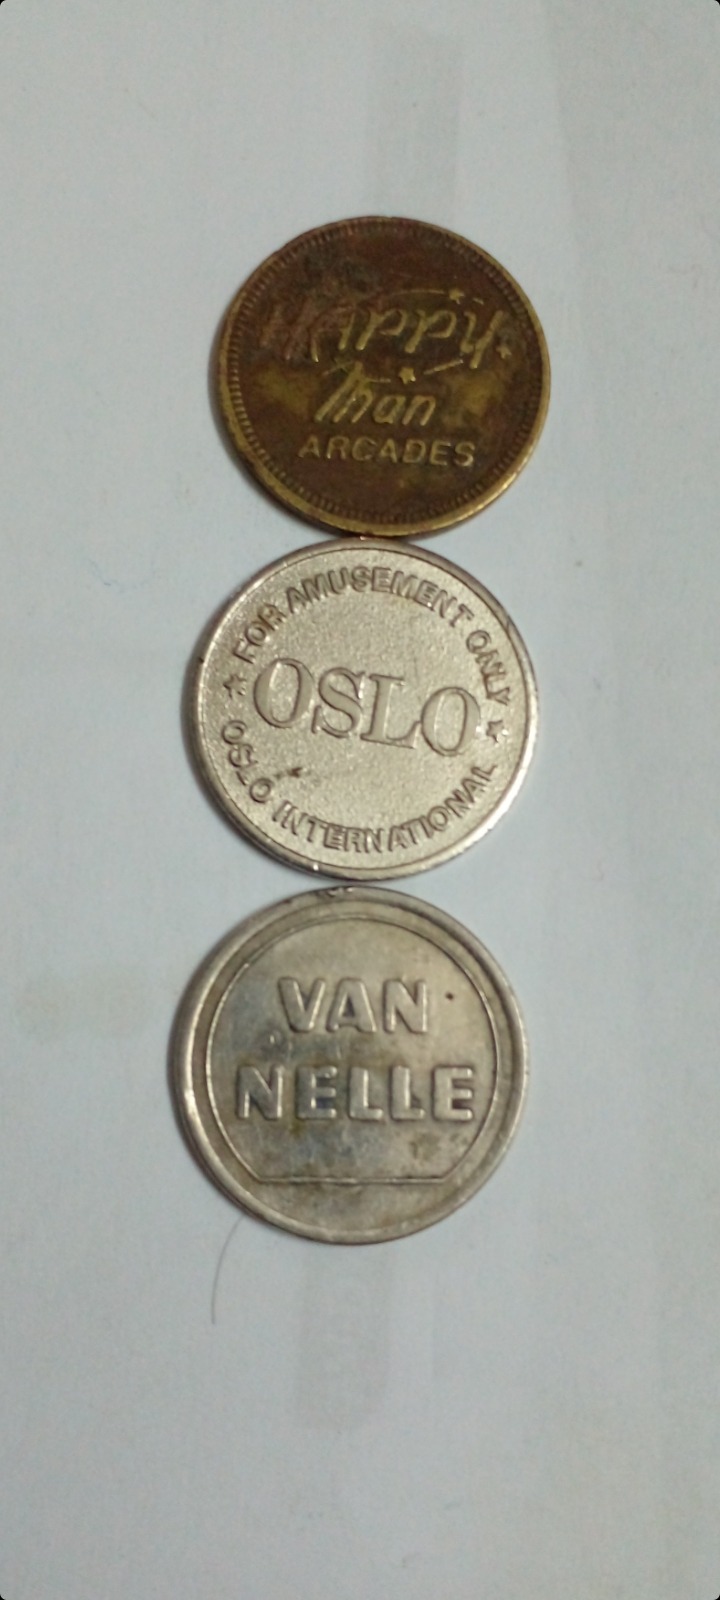 Happy
Than
ARCADES
FOR AMUSEMENT ONLY
OSLO
OSLO INTERNATIONAL
VAN
NELLE